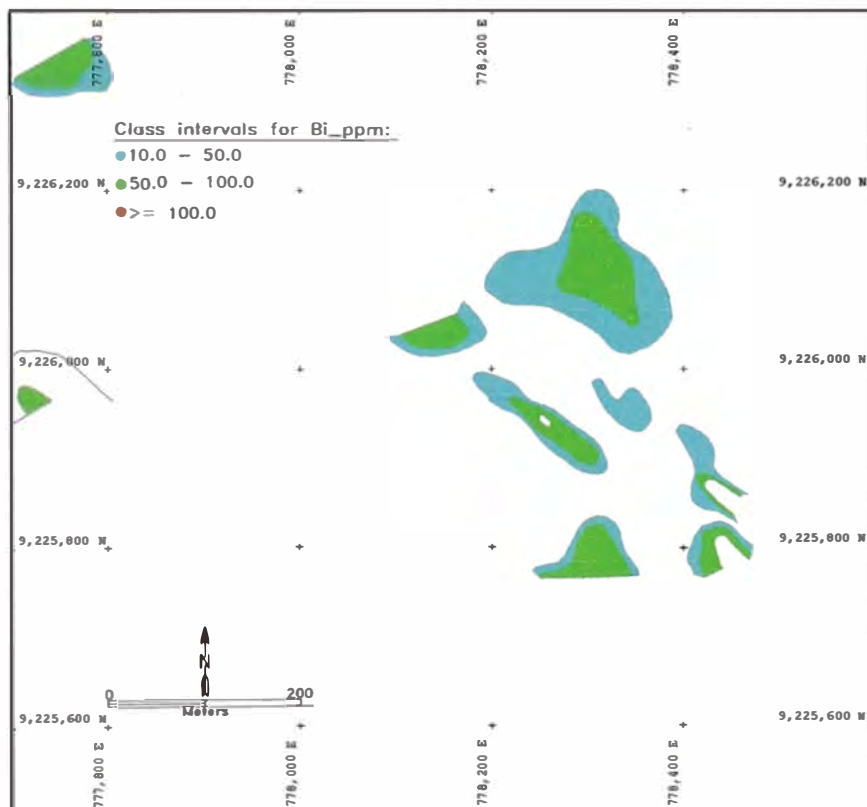 777,800 E
778,000 E
778,200 E
778,400 E
Class intervals for Bi_ppm:
10.0 - 50.0
9,226,200 N
50.0 - 100.0
9,226,200 N
>= 100.0
9,226,000 N
9,226,000 N
9,225,800 N
9,225,800 N
N
0
200
Meters
9,225,600 N
9,225,600 N
777,800 E
778,000 E
778,200 E
778,400 E